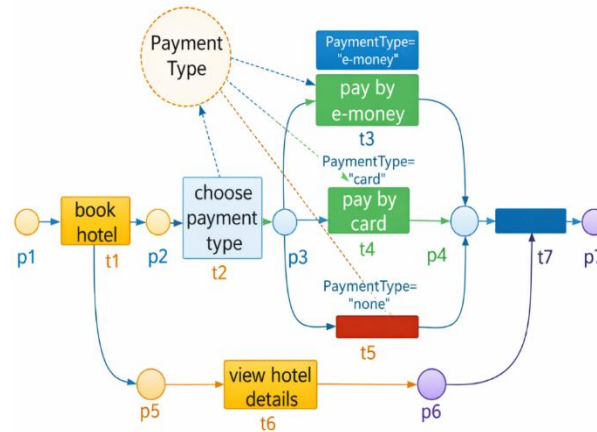 Payment
Type
PaymentType=
"e-money"
pay by
e-money
t3
PaymentType=
"card"
book
hotel
choose
payment
type
pay by
card
p1
t1
p2
t2
p3
t4
p4
t7
p7
PaymentType=
"none"
t5
view hotel
details
p5
t6
p6